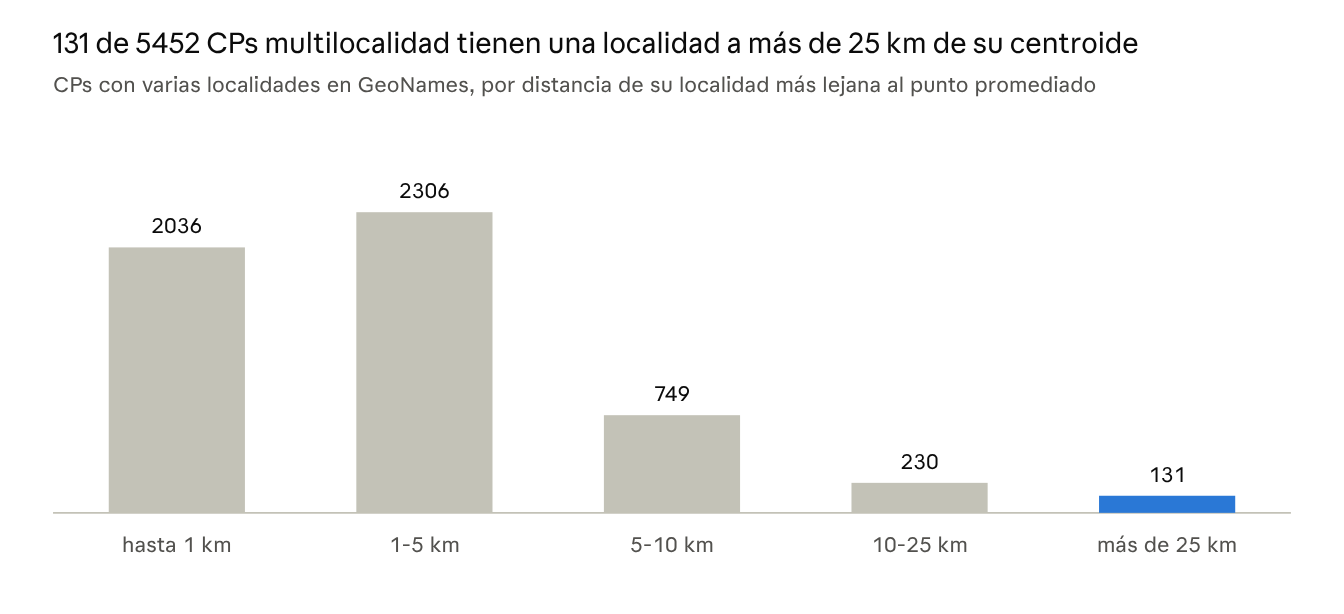 131 de 5452 CPs multilocalidad tienen una localidad a más de 25 km de su centroide
CPs con varias localidades en GeoNames, por distancia de su localidad más lejana al punto promediado
2036
2306
749
230
131
hasta 1 km
1-5 km
5-10 km
10-25 km
más de 25 km